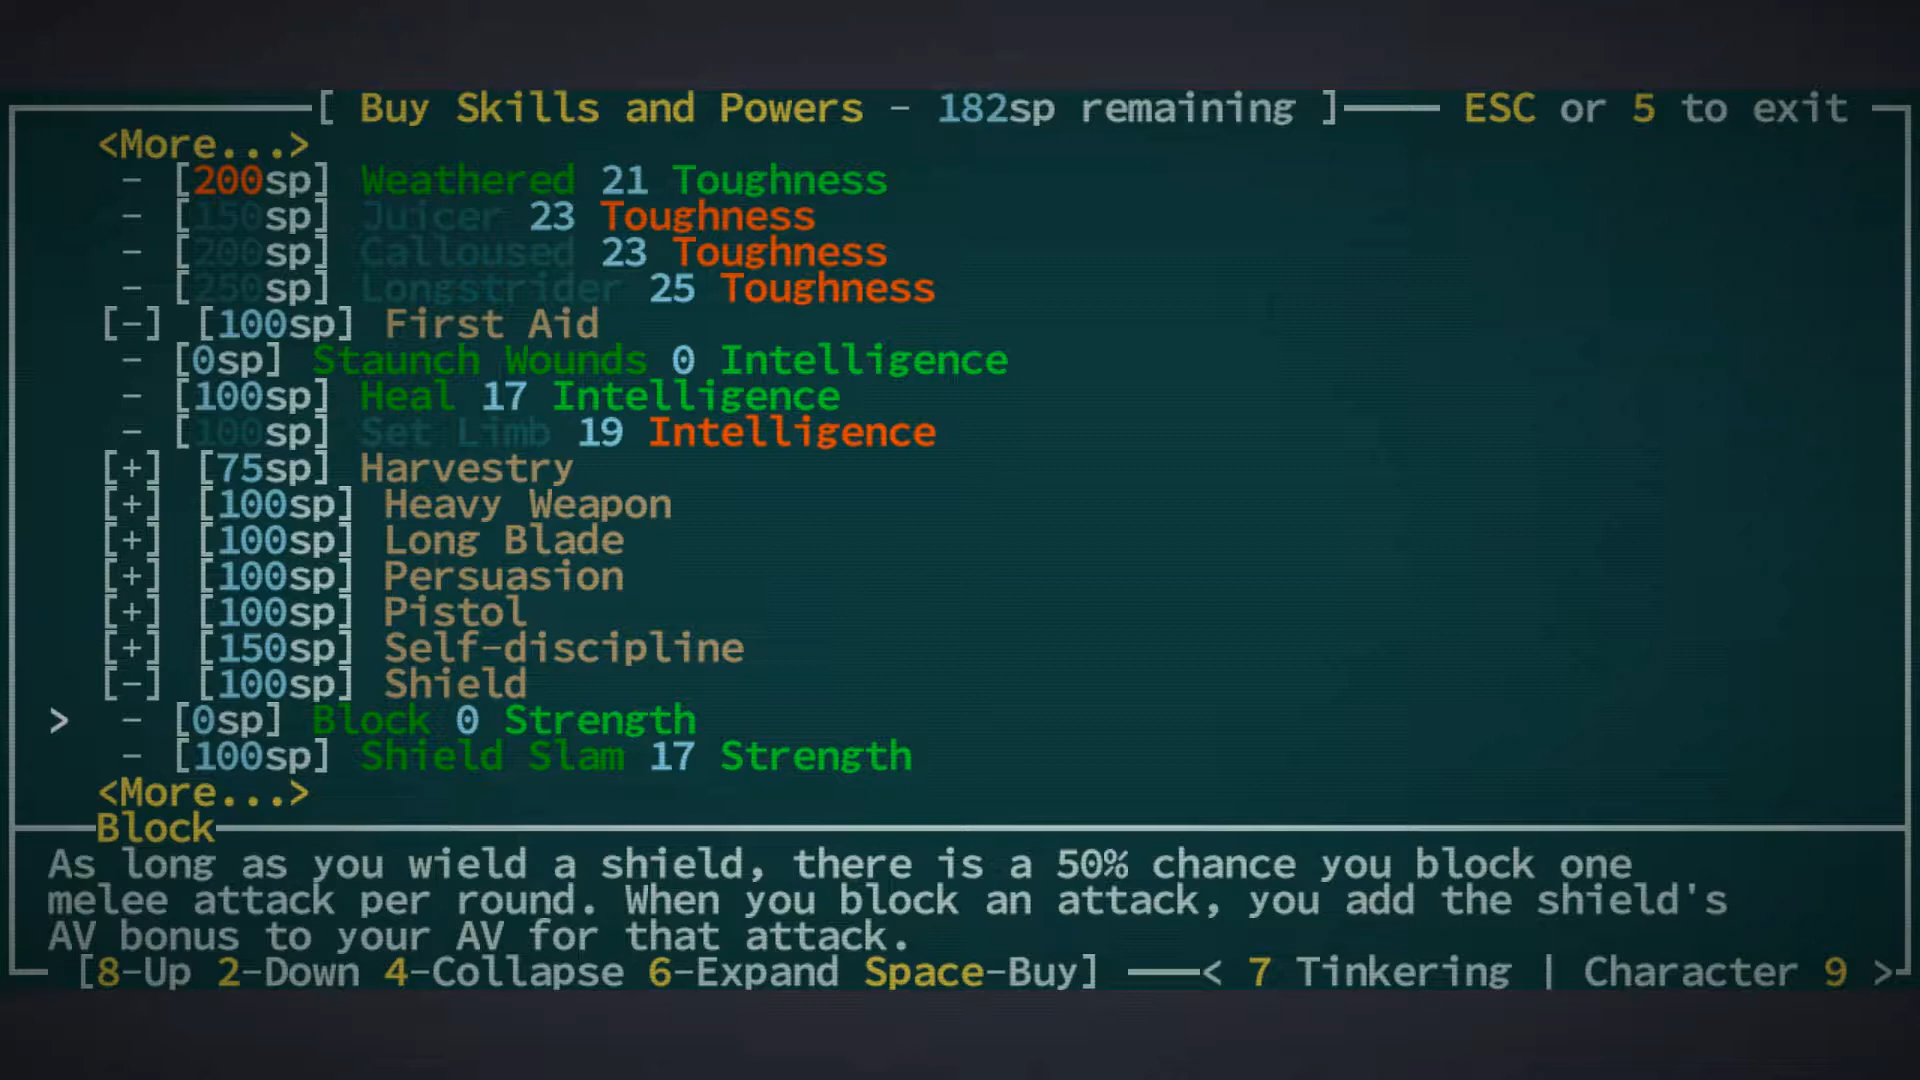 [ Buy Skills and Powers - 182sp remaining ] ESC or 5 to exit
<More...>
- [200sp] Weathered 21 Toughness
- [150sp] Juicer 23 Toughness
- [200sp] Calloused 23 Toughness
- [250sp] Longstrider 25 Toughness
[-] [100sp] First Aid
- [0sp] Staunch Wounds 0 Intelligence
- [100sp] Heal 17 Intelligence
- [100sp] Set Limb 19 Intelligence
[+] [75sp] Harvestry
[+] [100sp] Heavy Weapon
[+] [100sp] Long Blade
[+] [100sp] Persuasion
[+] [100sp] Pistol
[+] [150sp] Self-discipline
[-] [100sp] Shield
> - [0sp] Block 0 Strength
- [100sp] Shield Slam 17 Strength
<More...>
Block
As long as you wield a shield, there is a 50% chance you block one
melee attack per round. When you block an attack, you add the shield's
AV bonus to your AV for that attack.
[8-Up 2-Down 4-Collapse 6-Expand Space-Buy] < 7 Tinkering | Character 9 >